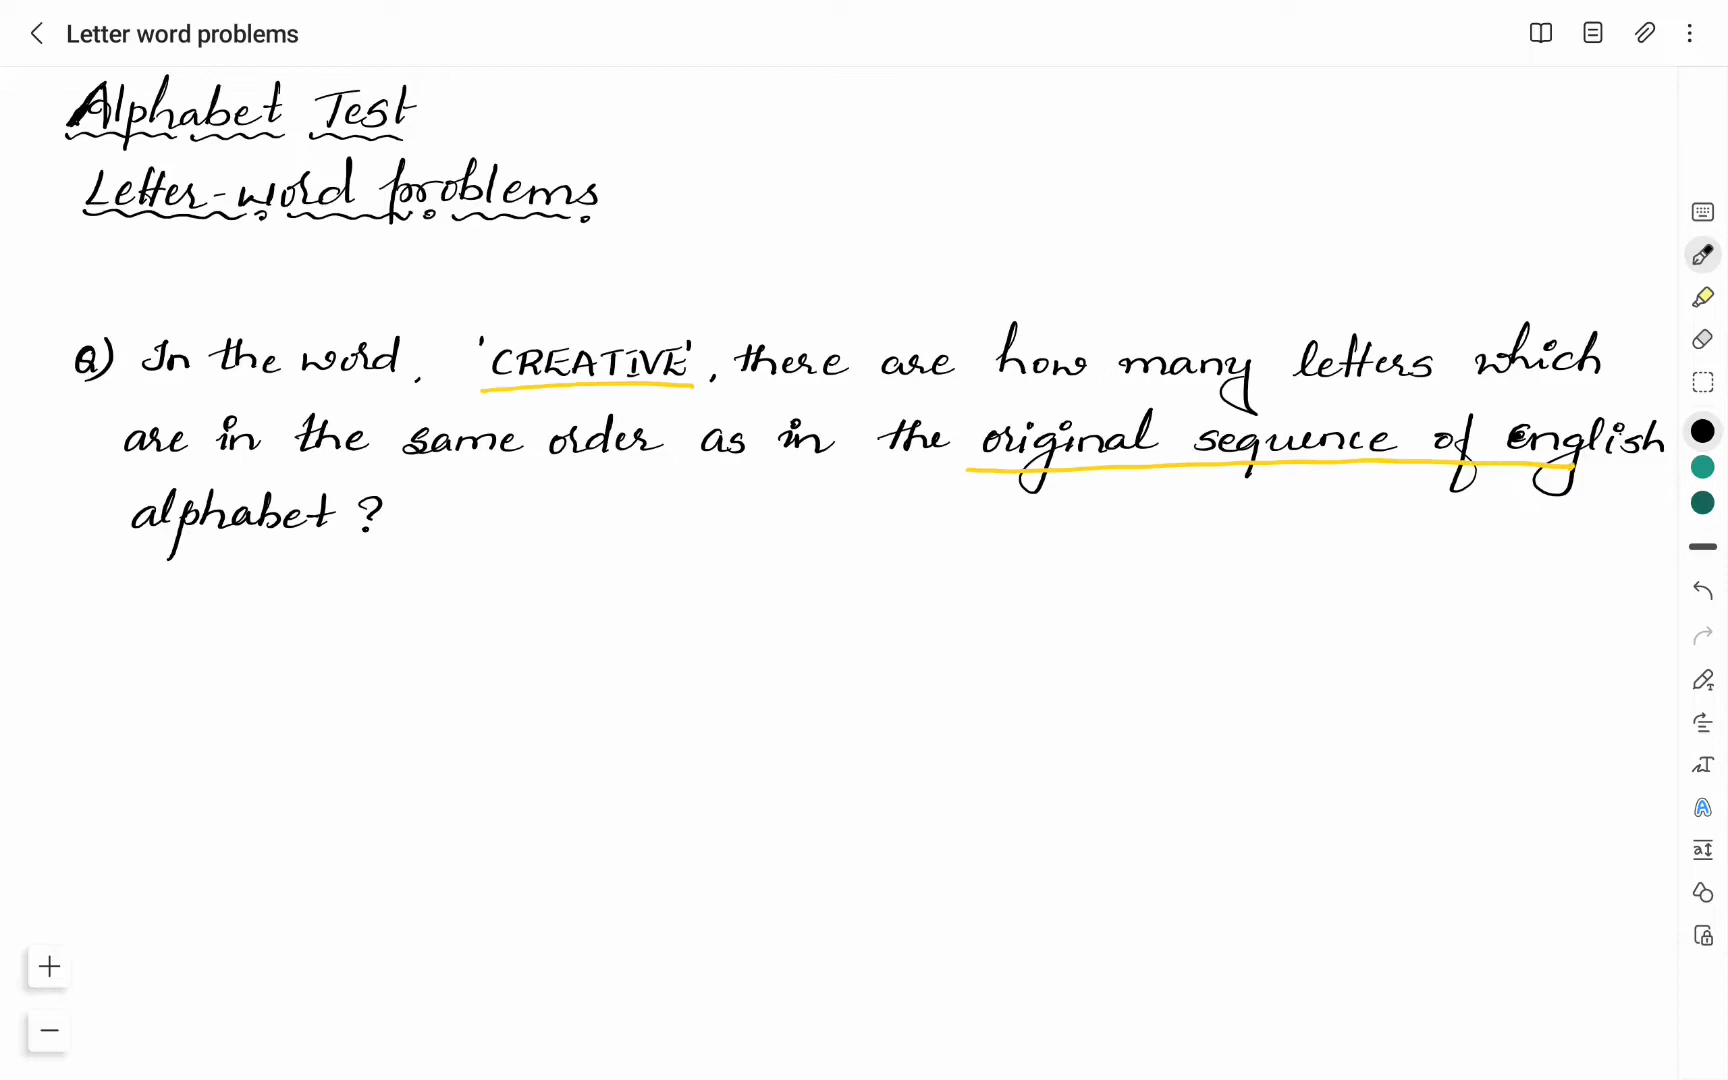 Letter word problems
Alphabet Test
Letter-word problems
Q) In the word, 'CREATIVE', there are how many letters which
are in the same order as in the original sequence of english
alphabet ?